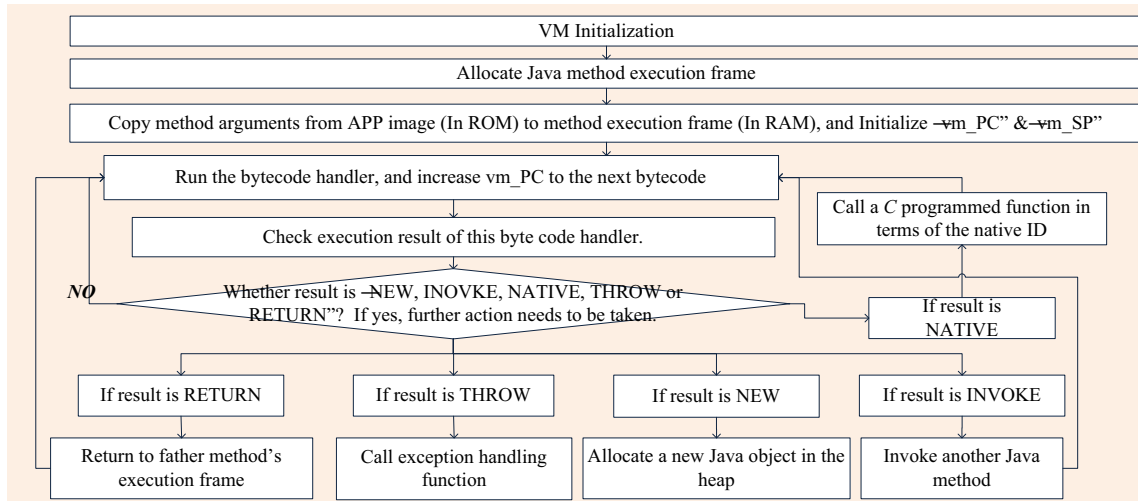 VM Initialization
Allocate Java method execution frame
Copy method arguments from APP image (In ROM) to method execution frame (In RAM), and Initialize ―vm_PC” &―vm_SP”
Run the bytecode handler, and increase vm_PC to the next bytecode
Call a C programmed function in
terms of the native ID
Check execution result of this byte code handler.
NO
Whether result is ―NEW, INOVKE, NATIVE, THROW or
RETURN”? If yes, further action needs to be taken.
If result is
NATIVE
If result is RETURN
If result is THROW
If result is NEW
If result is INVOKE
Return to father method’s
execution frame
Call exception handling
function
Allocate a new Java object in the
heap
Invoke another Java
method